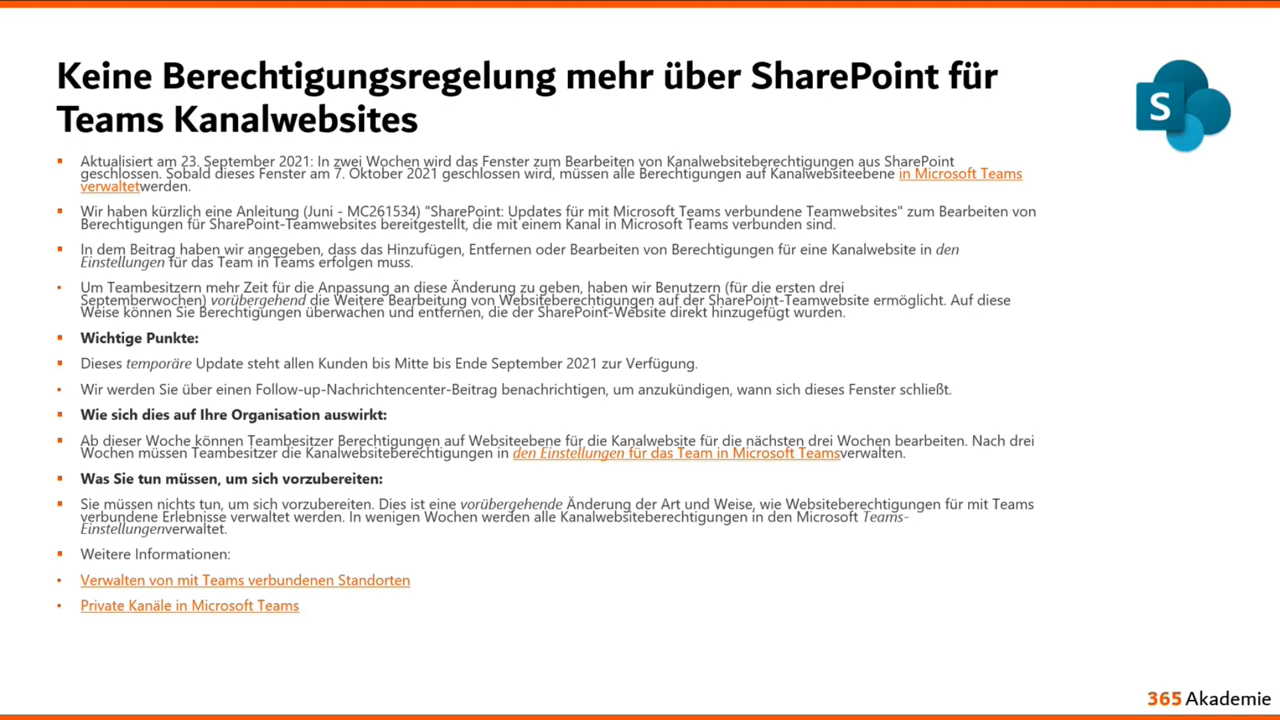 Keine Berechtigungsregelung mehr über SharePoint für
Teams Kanalwebsites
S
▪ Aktualisiert am 23. September 2021: In zwei Wochen wird das Fenster zum Bearbeiten von Kanalwebsiteberechtigungen aus SharePoint
geschlossen. Sobald dieses Fenster am 7. Oktober 2021 geschlossen wird, müssen alle Berechtigungen auf Kanalwebsiteebene in Microsoft Teams
verwaltetwerden.
▪ Wir haben kürzlich eine Anleitung (Juni - MC261534) "SharePoint: Updates für mit Microsoft Teams verbundene Teamwebsites" zum Bearbeiten von
Berechtigungen für SharePoint-Teamwebsites bereitgestellt, die mit einem Kanal in Microsoft Teams verbunden sind.
▪ In dem Beitrag haben wir angegeben, dass das Hinzufügen, Entfernen oder Bearbeiten von Berechtigungen für eine Kanalwebsite in den
Einstellungen für das Team in Teams erfolgen muss.
• Um Teambesitzern mehr Zeit für die Anpassung an diese Änderung zu geben, haben wir Benutzern (für die ersten drei
Septemberwochen) vorübergehend die Weitere Bearbeitung von Websiteberechtigungen auf der SharePoint-Teamwebsite ermöglicht. Auf diese
Weise können Sie Berechtigungen überwachen und entfernen, die der SharePoint-Website direkt hinzugefügt wurden.
▪ Wichtige Punkte:
▪ Dieses temporäre Update steht allen Kunden bis Mitte bis Ende September 2021 zur Verfügung.
• Wir werden Sie über einen Follow-up-Nachrichtencenter-Beitrag benachrichtigen, um anzukündigen, wann sich dieses Fenster schließt.
▪ Wie sich dies auf Ihre Organisation auswirkt:
▪ Ab dieser Woche können Teambesitzer Berechtigungen auf Websiteebene für die Kanalwebsite für die nächsten drei Wochen bearbeiten. Nach drei
Wochen müssen Teambesitzer die Kanalwebsiteberechtigungen in den Einstellungen für das Team in Microsoft Teamsverwalten.
▪ Was Sie tun müssen, um sich vorzubereiten:
▪ Sie müssen nichts tun, um sich vorzubereiten. Dies ist eine vorübergehende Änderung der Art und Weise, wie Websiteberechtigungen für mit Teams
verbundene Erlebnisse verwaltet werden. In wenigen Wochen werden alle Kanalwebsiteberechtigungen in den Microsoft Teams-
Einstellungenverwaltet.
▪ Weitere Informationen:
• Verwalten von mit Teams verbundenen Standorten
• Private Kanäle in Microsoft Teams
365 Akademie